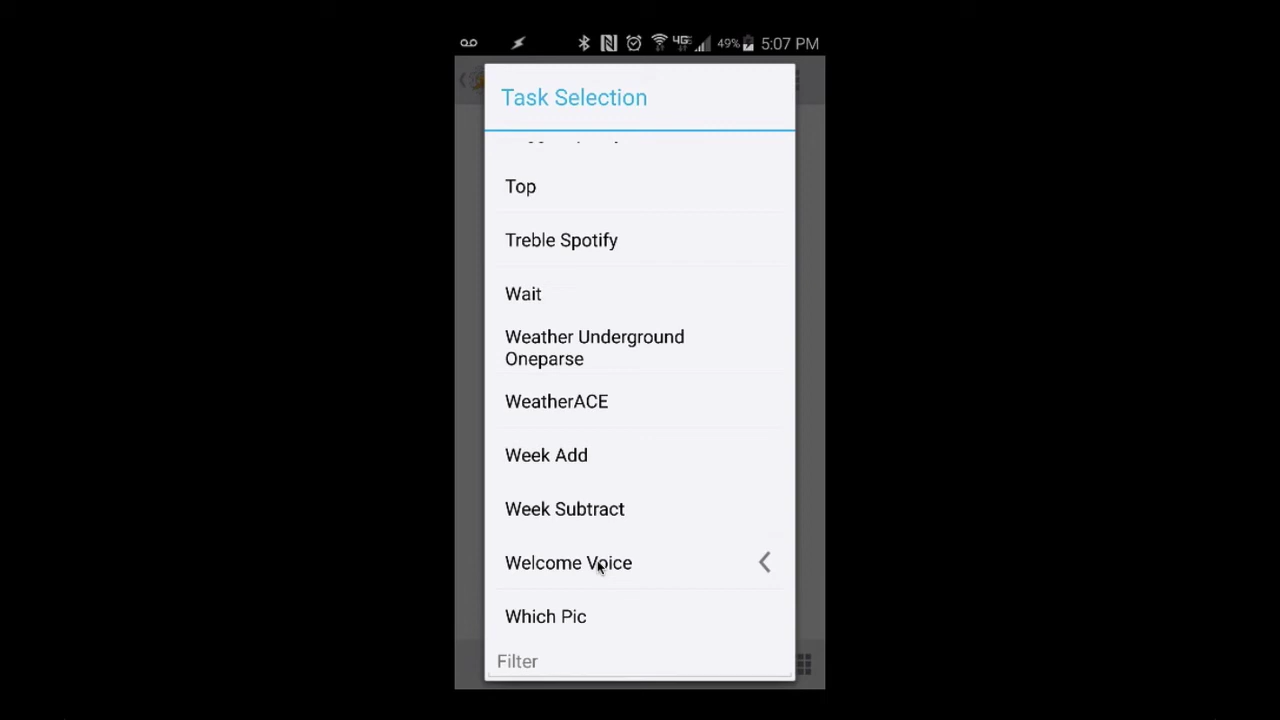 4G
49%
5:07 PM
Task Selection
Top
Treble Spotify
Wait
Weather Underground
Oneparse
WeatherACE
Week Add
Week Subtract
Welcome Voice
Which Pic
Filter